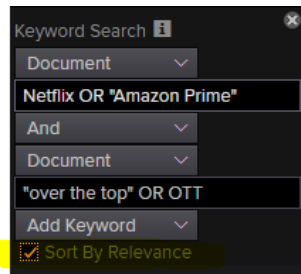 Keyword Search i
Document
Netflix OR "Amazon Prime"
And
Document
"over the top" OR OTT
Add Keyword
Sort By Relevance